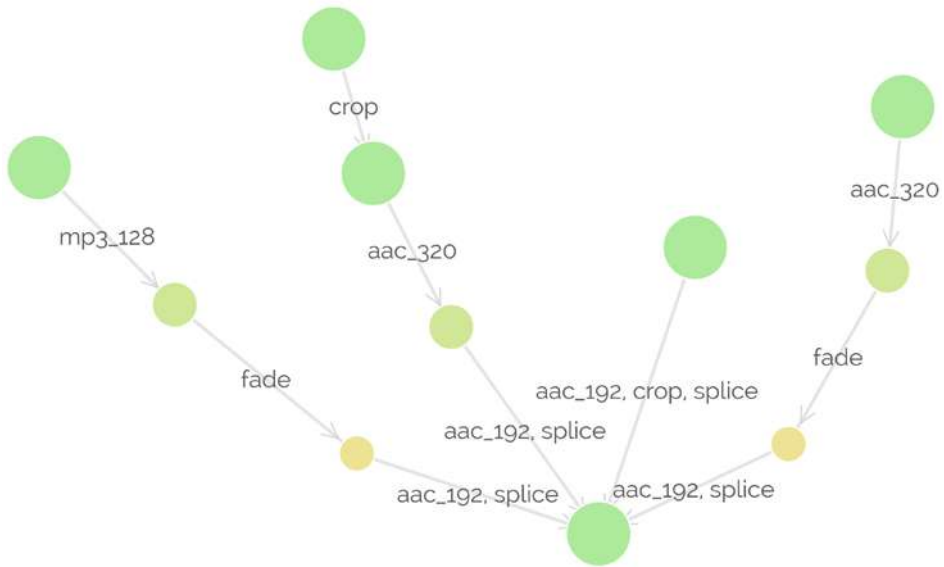 crop
aac_320
mp3_128
aac_320
fade
fade
aac_192, crop, splice
aac_192, splice
aac_192, splice
aac_192, splice